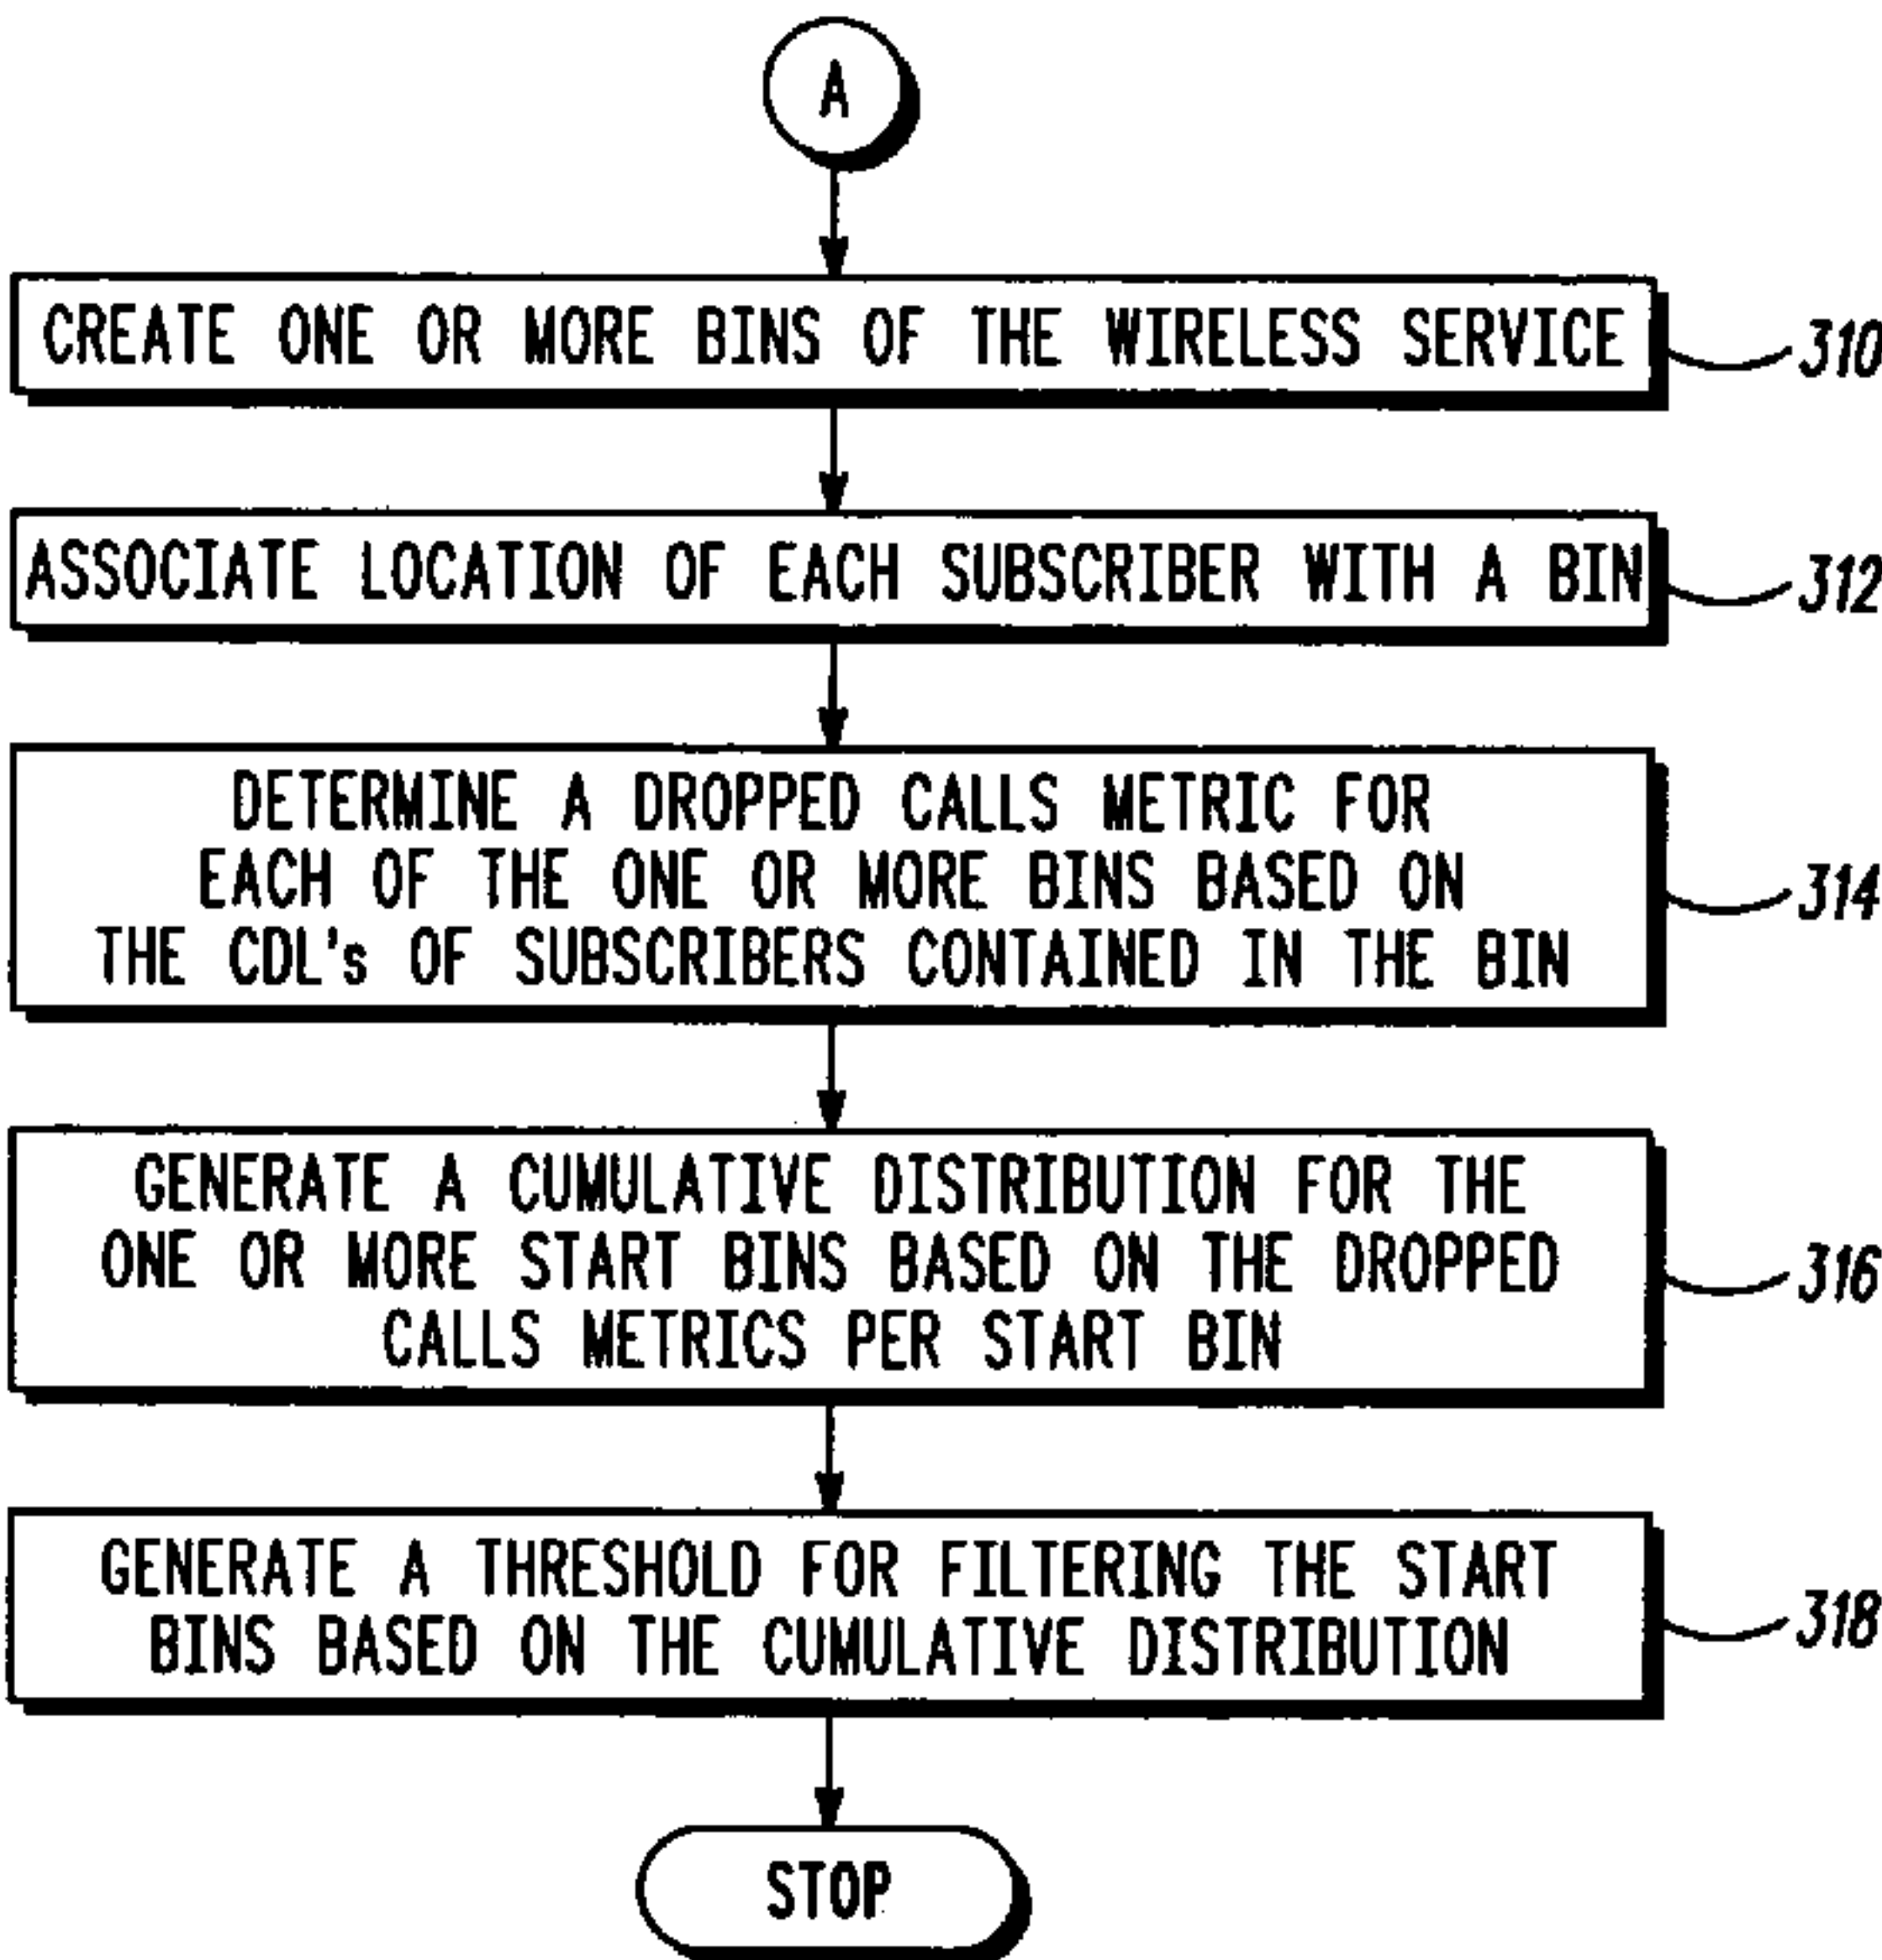 A
CREATE ONE OR MORE BINS OF THE WIRELESS SERVICE
310
ASSOCIATE LOCATION OF EACH SUBSCRIBER WITH A BIN
312
DETERMINE A DROPPED CALLS METRIC FOR
EACH OF THE ONE OR MORE BINS BASED ON
THE CDL's OF SUBSCRIBERS CONTAINED IN THE BIN
314
GENERATE A CUMULATIVE DISTRIBUTION FOR THE
ONE OR MORE START BINS BASED ON THE DROPPED
CALLS METRICS PER START BIN
316
GENERATE A THRESHOLD FOR FILTERING THE START
BINS BASED ON THE CUMULATIVE DISTRIBUTION
318
STOP